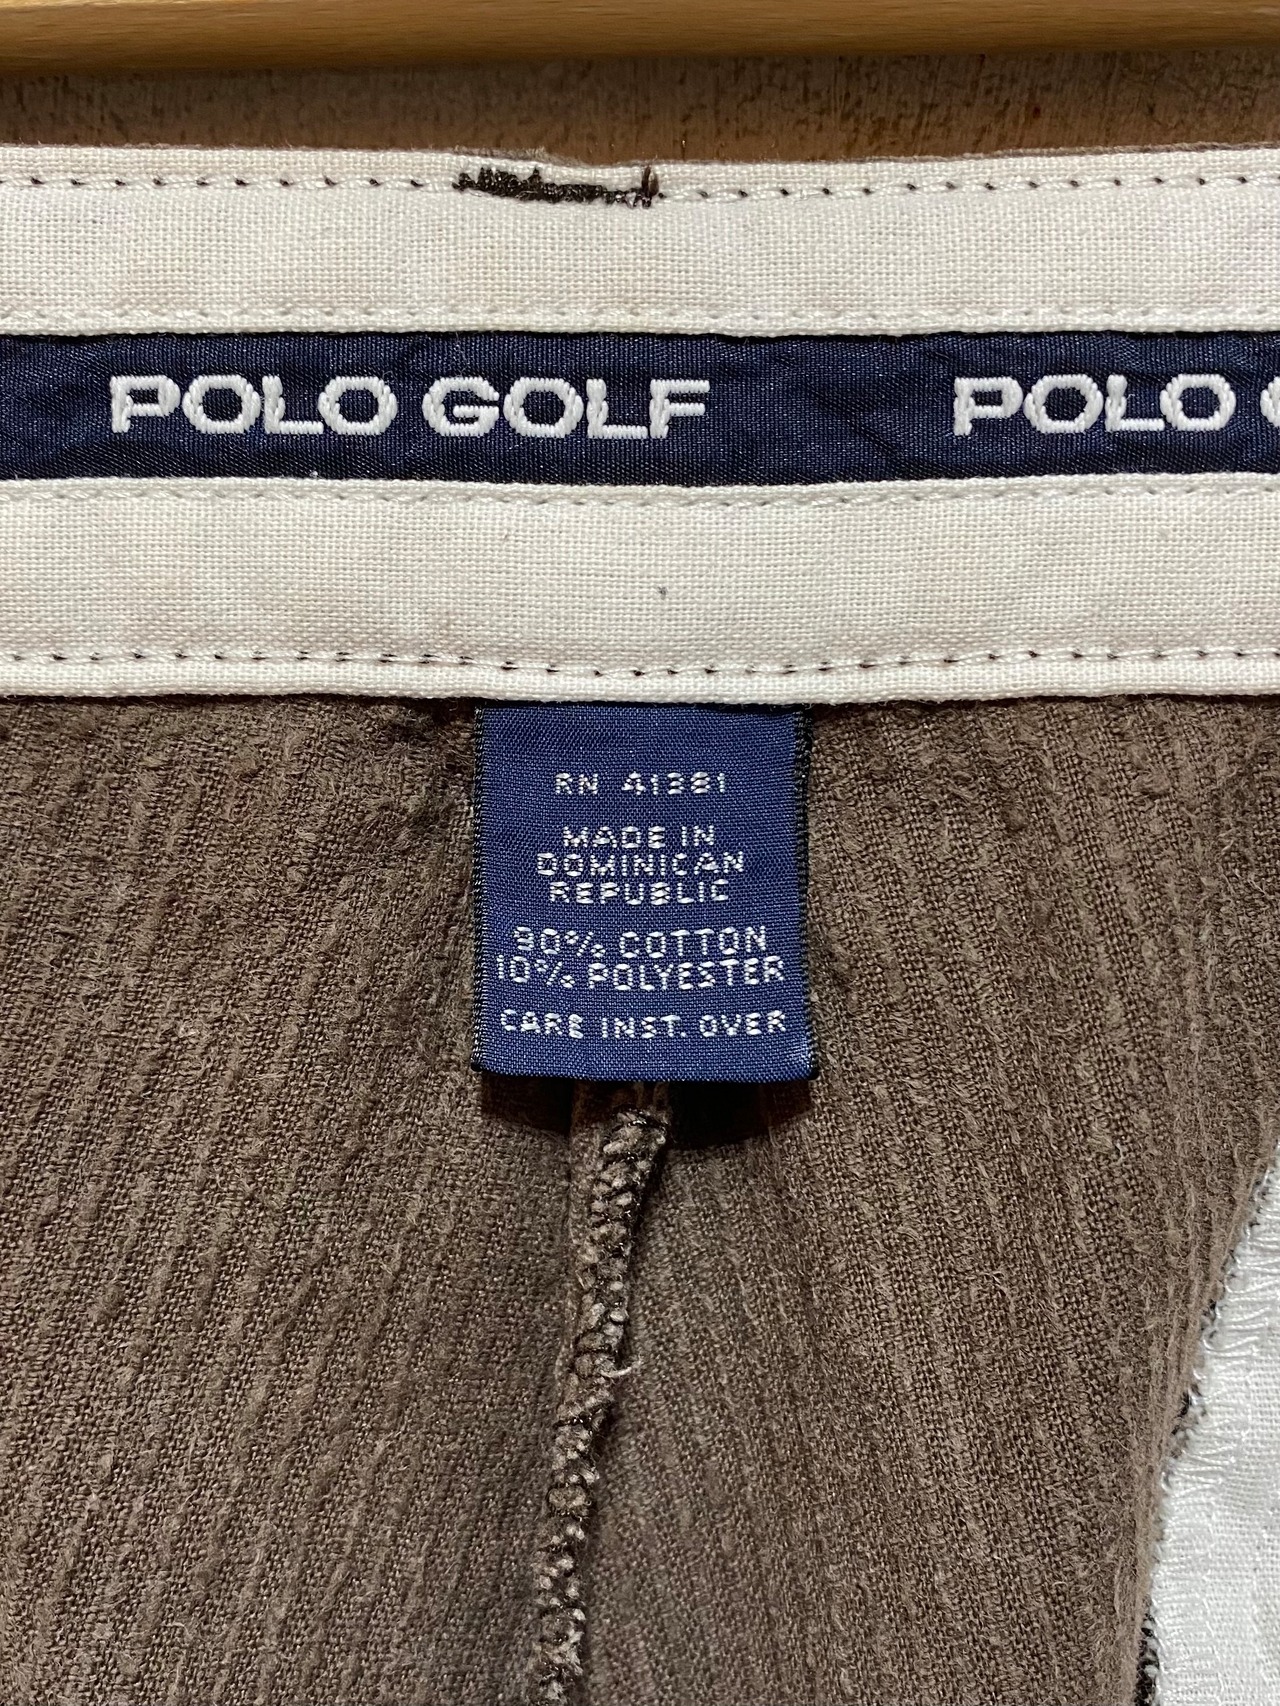 POLO GOLF POLO
RN 41381
MADE IN
DOMINICAN
REPUBLIC
90% COTTON
10% POLYESTER
CARE INST. OVER